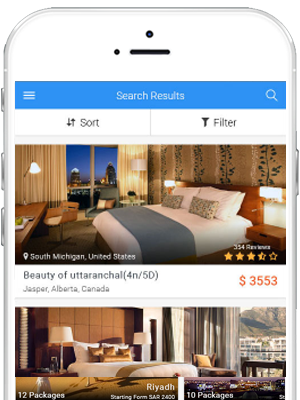 Search Results
Sort
Filter
354 Reviews
South Michigan, United States
Beauty of uttaranchal(4n/5D)
$ 3553
Jasper, Alberta, Canada
Riyadh
12 Packages
Starting Form SAR 2400
10 Packages